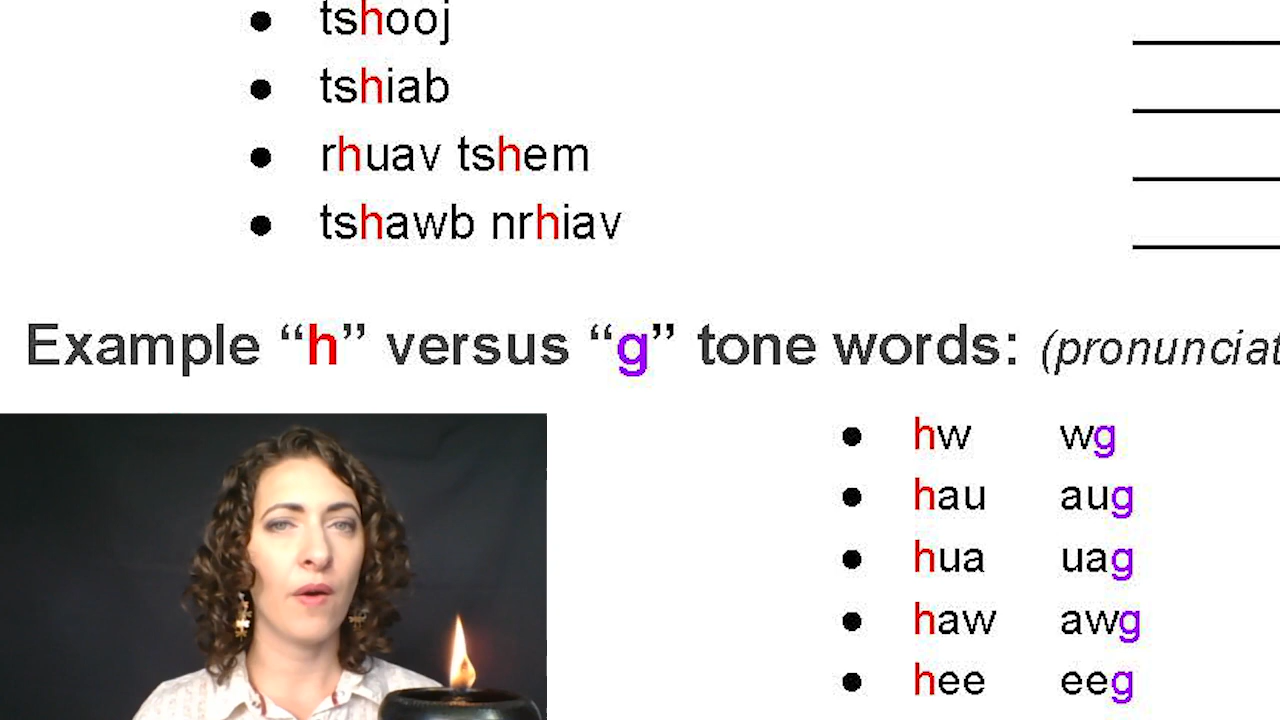 tshooj
tshiab
rhuav tshem
tshawb nrhiav
Example “h” versus “g” tone words: (pronunciat
hw wg
hau aug
hua uag
haw awg
hee eeg